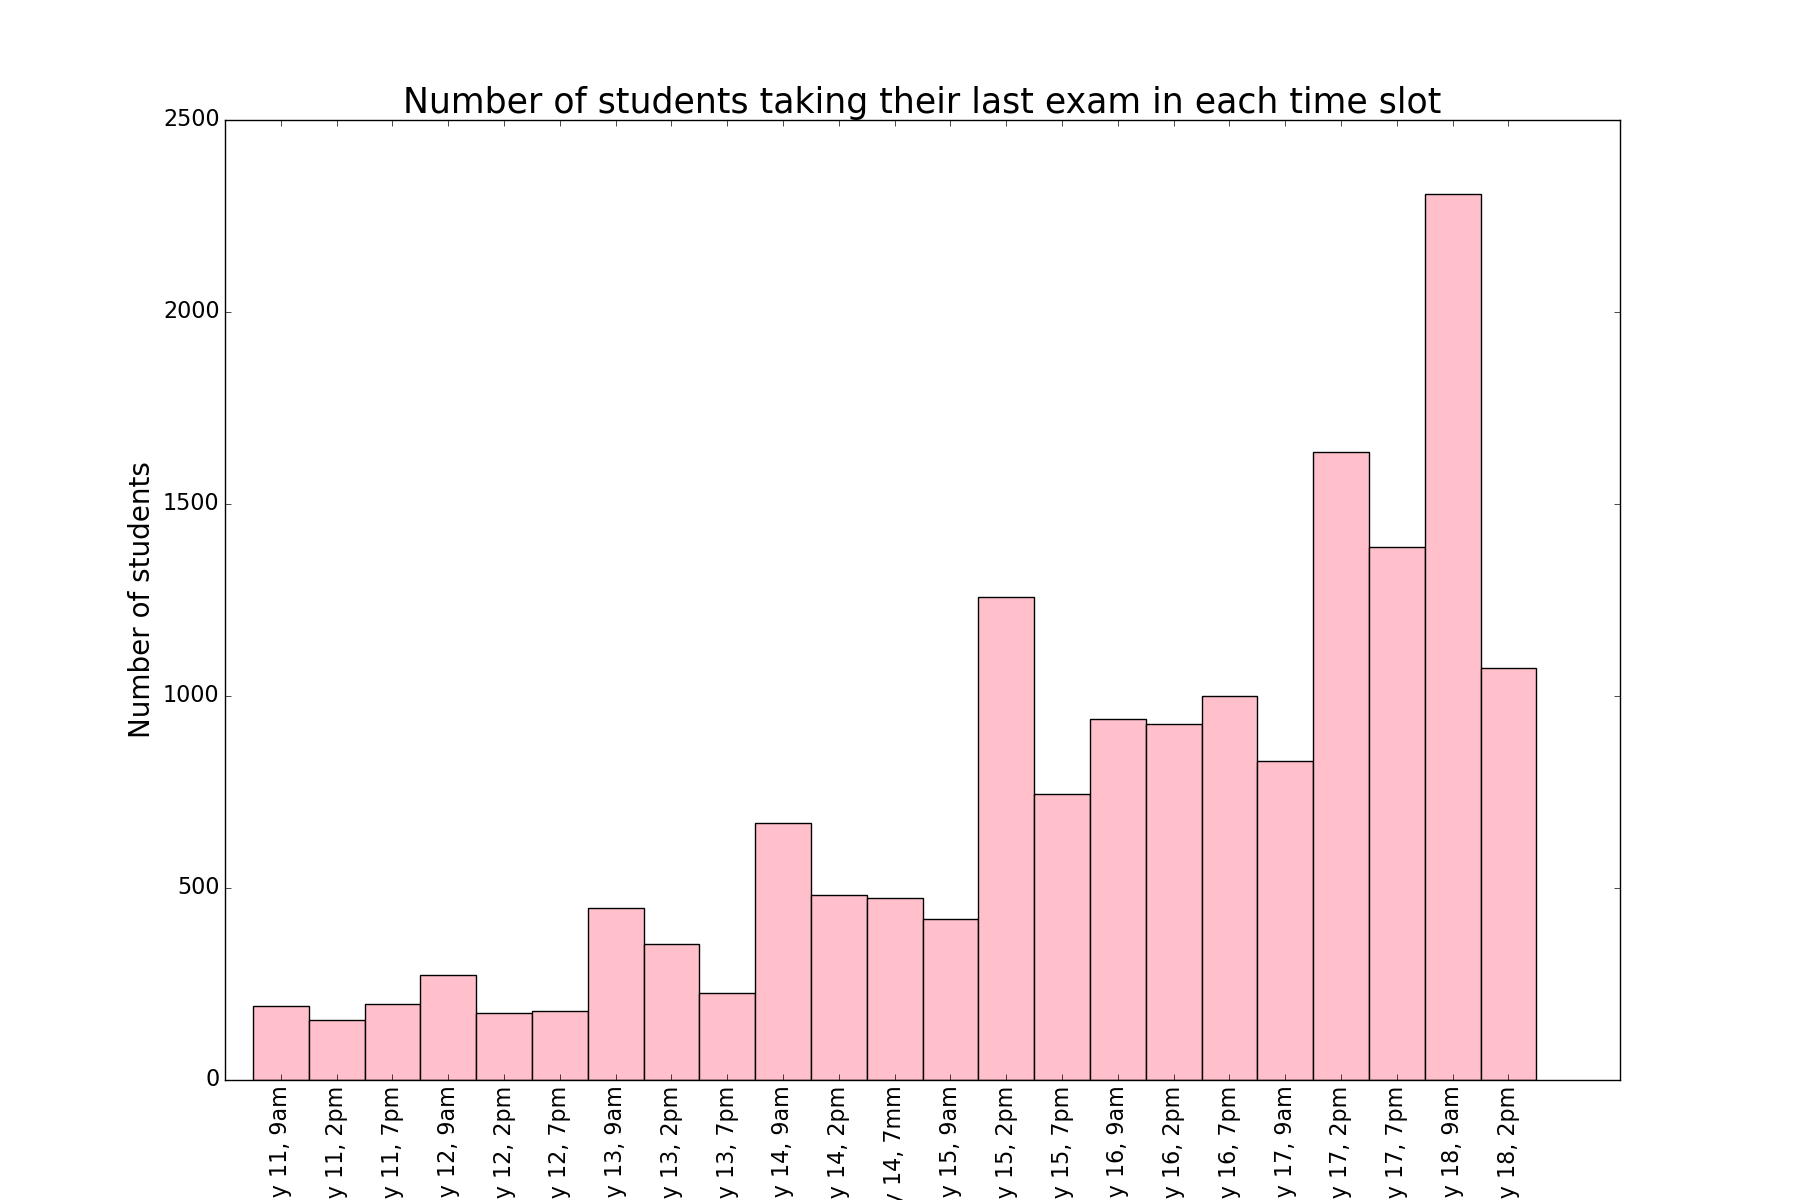 Number of students taking their last exam in each time slot
2500
2000
1500
1000
500
0
Number of students
y 11, 9am
y 11, 2pm
y 11, 7pm
y 12, 9am
y 12, 2pm
y 12, 7pm
y 13, 9am
y 13, 2pm
y 13, 7pm
y 14, 9am
y 14, 2pm
y 14, 7mm
y 15, 9am
y 15, 2pm
y 15, 7pm
y 16, 9am
y 16, 2pm
y 16, 7pm
y 17, 9am
y 17, 2pm
y 17, 7pm
y 18, 9am
y 18, 2pm